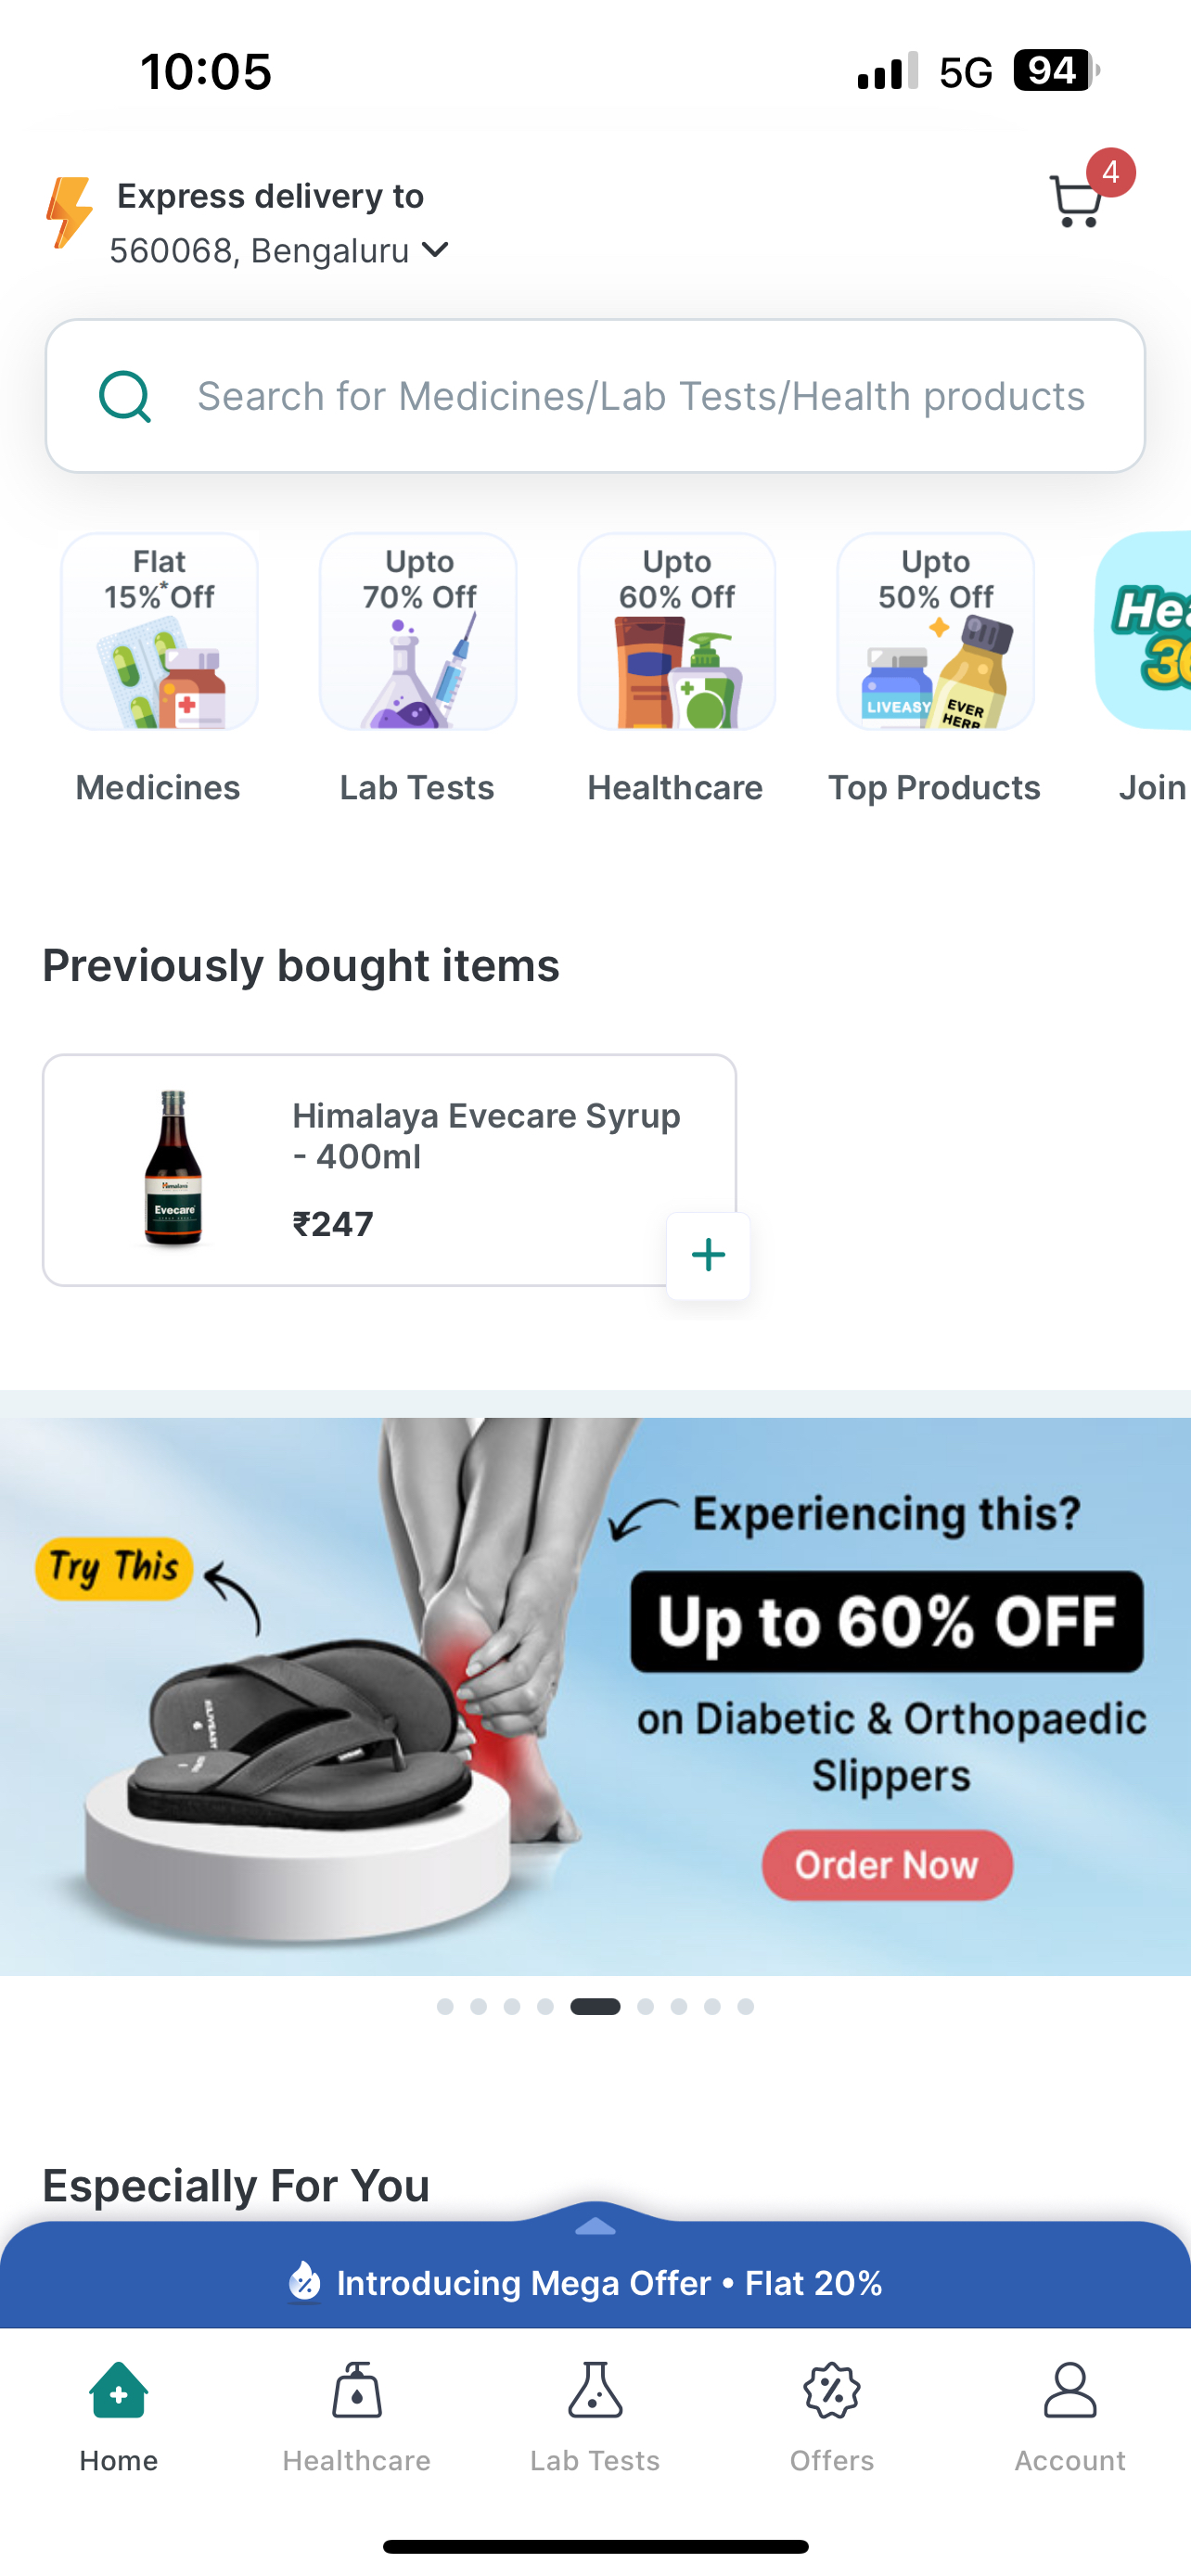 10:05
5G 94
Express delivery to
4
560068, Bengaluru
Search for Medicines/Lab Tests/Health products
Flat
15%* Off
Upto
70% Off
Upto
60% Off
Upto
50% Off
LIVEASY
EVER
HERB
Medicines
Lab Tests
Healthcare
Top Products
Join
Previously bought items
Himalaya Evecare Syrup
- 400ml
₹247
Himalaya
Evecare
Try This
Experiencing this?
Up to 60% OFF
on Diabetic & Orthopaedic
Slippers
Order Now
Especially For You
Introducing Mega Offer • Flat 20%
Home
Healthcare
Lab Tests
Offers
Account